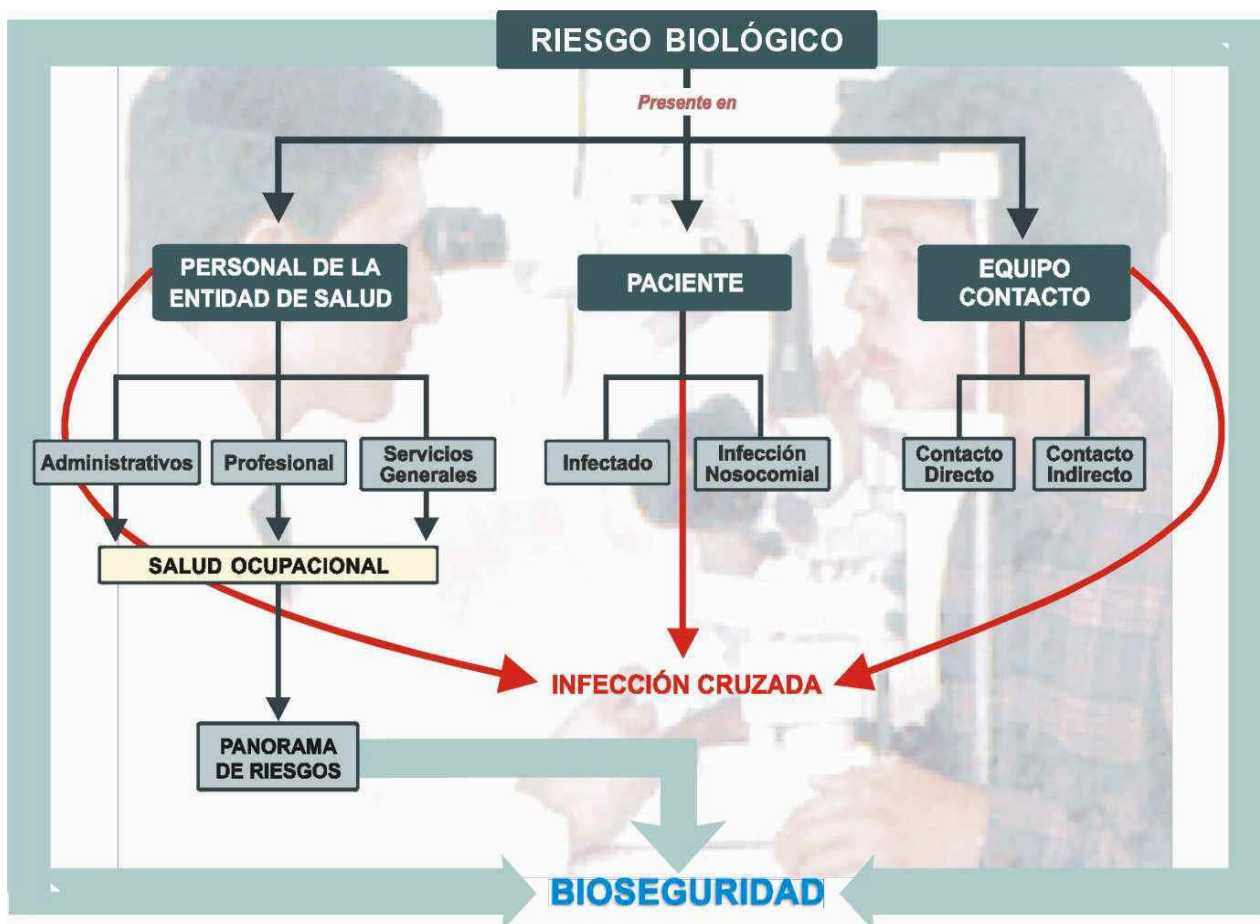 RIESGO BIOLÓGICO
Presente en
PERSONAL DE LA
ENTIDAD DE SALUD
PACIENTE
EQUIPO
CONTACTO
Administrativos
Profesional
Servicios
Generales
Infectado
Infección
Nosocomial
Contacto
Directo
Contacto
Indirecto
SALUD OCUPACIONAL
INFECCIÓN CRUZADA
PANORAMA
DE RIESGOS
BIOSEGURIDAD